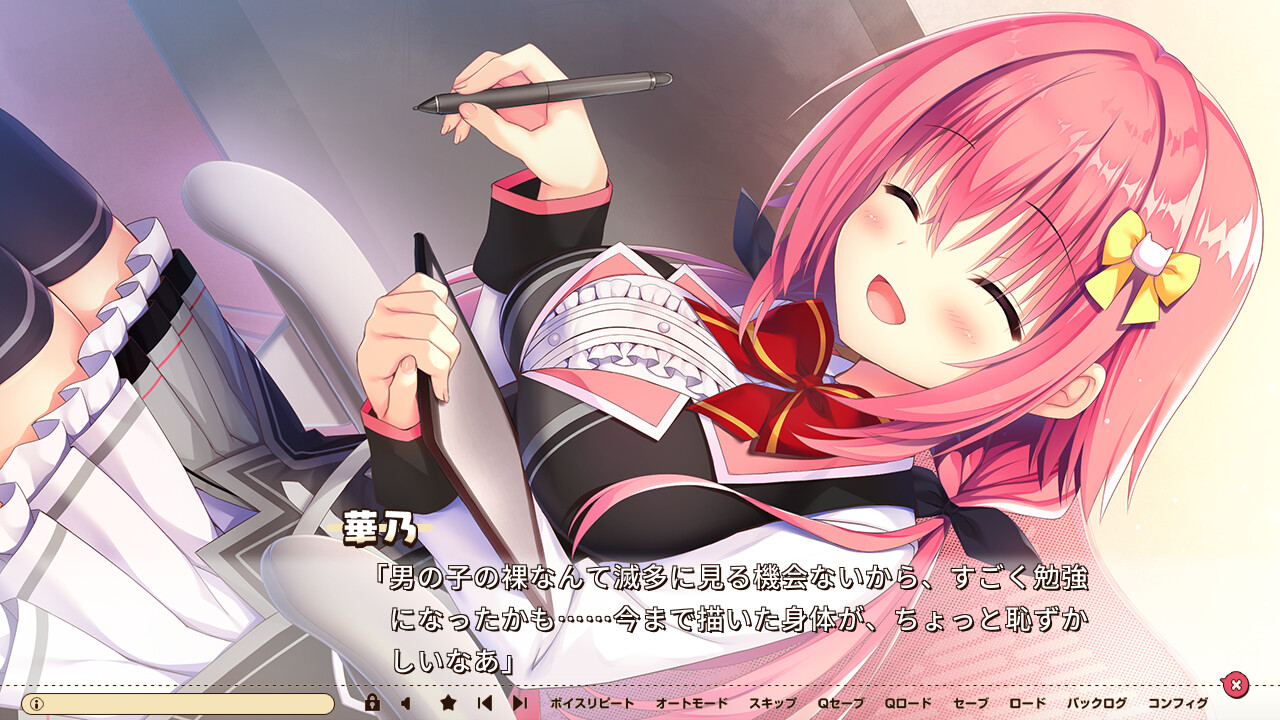 華乃
「男の子の裸なんて滅多に見る機会ないから、すごく勉強
になったかも……今まで描いた身体が、ちょっと恥ずか
しいなあ」
ボイスリピート オートモード スキップ Qセーブ Qロード セーブ ロード バックログ コンフィグ